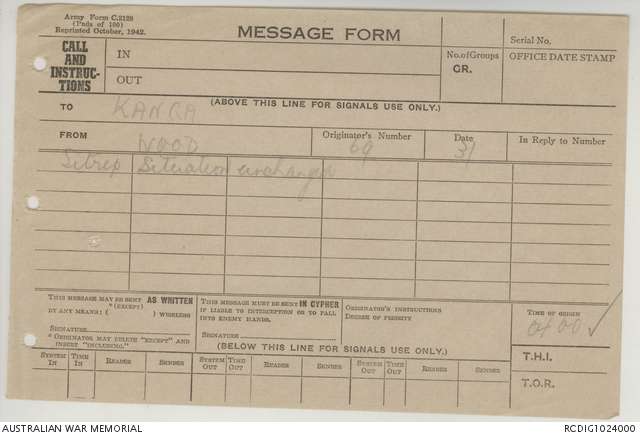 Army Form C.2128
(Pads of 100)
Reprinted October, 1942.
MESSAGE FORM
Serial No.
CALL AND INSTRUC-TIONS
IN
OUT
No. of Groups
GR.
OFFICE DATE STAMP
(ABOVE THIS LINE FOR SIGNALS USE ONLY.)
TO KANGA
FROM WOOD
Originator's Number 60
Date 31
In Reply to Number
Sitrep Situation unchanged
THIS MESSAGE MAY BE SENT AS WRITTEN
*(EXCEPT)
BY ANY MEANS ( ) WIRELESS
SIGNATURE
* ORIGINATOR MAY DELETE "EXCEPT" AND INSERT "INCLUDING."
THIS MESSAGE MUST BE SENT IN CYPHER
IF LIABLE TO INTERCEPTION OR TO FALL
INTO ENEMY HANDS.
SIGNATURE
ORIGINATOR'S INSTRUCTIONS
DEGREE OF PRIORITY
TIME OF ORIGIN
0400 ✓
(BELOW THIS LINE FOR SIGNALS USE ONLY.)
T.H.I.
T.O.R.
SYSTEM IN TIME IN READER SENDER SYSTEM OUT TIME OUT READER SENDER SYSTEM OUT TIME OUT READER SENDER
AUSTRALIAN WAR MEMORIAL
RCDIG1024000